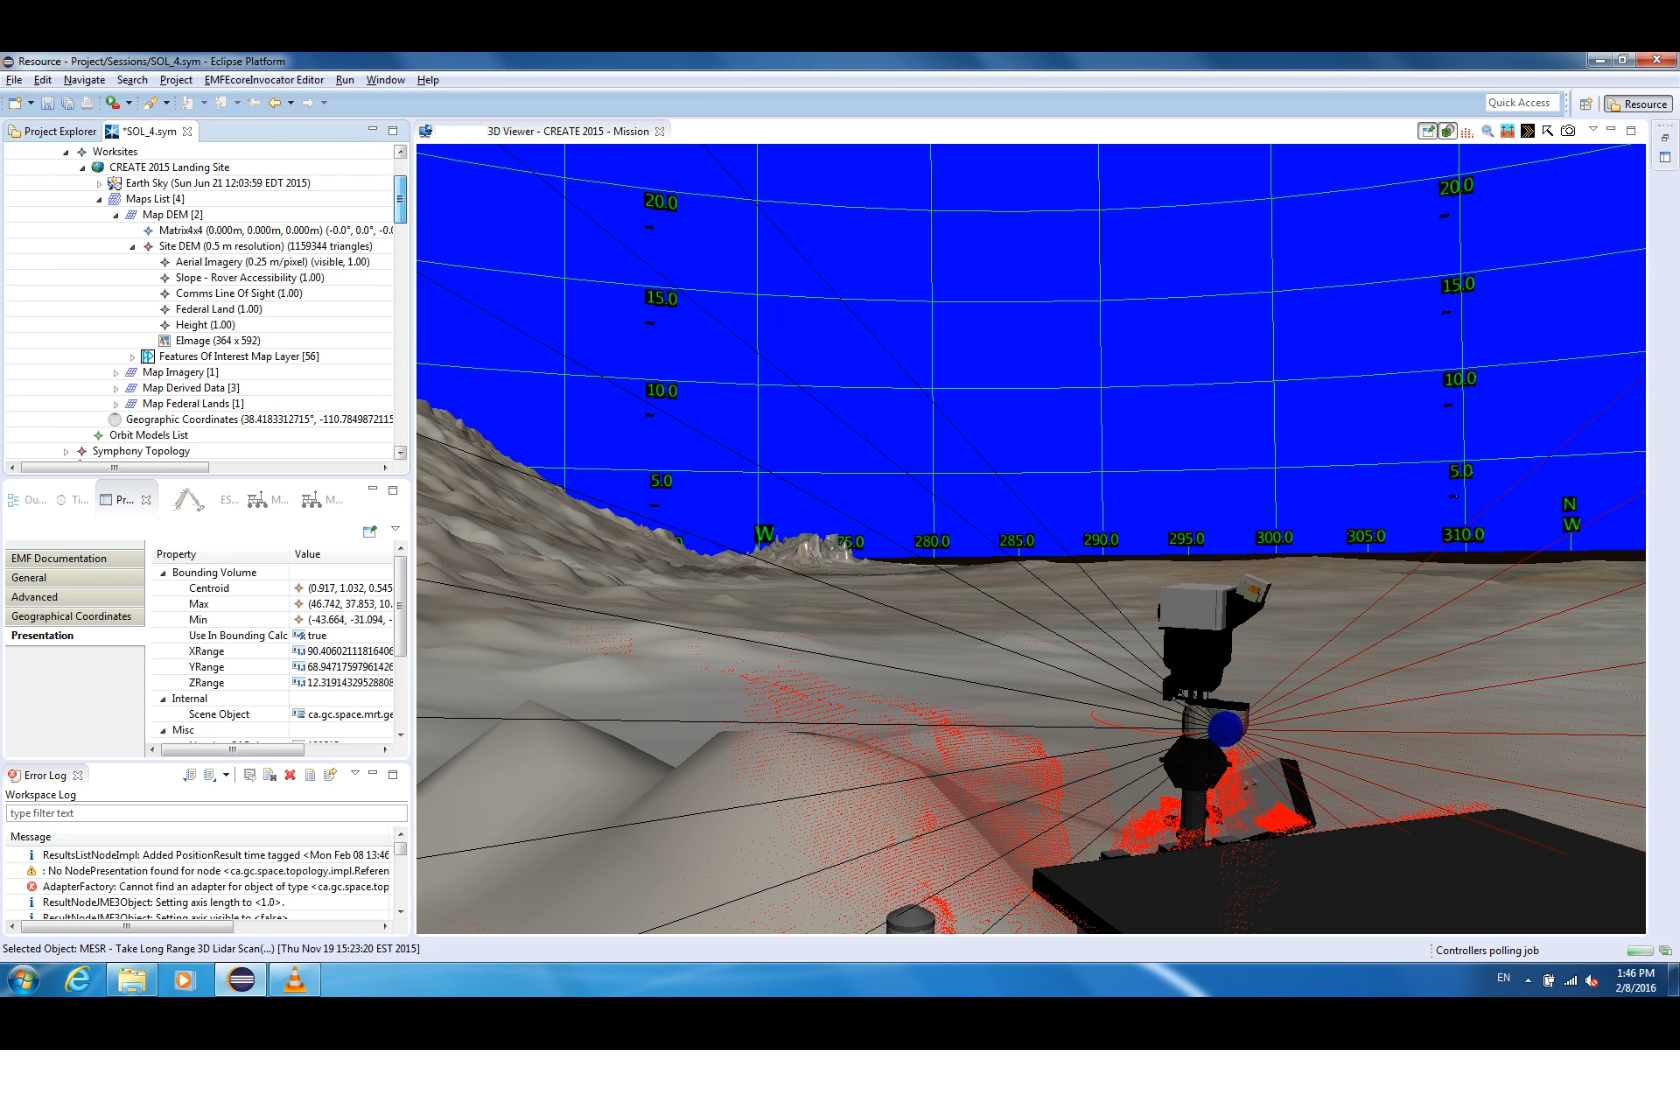 Resource - Project/Sessions/SOL_4.sym - Eclipse Platform
File Edit Navigate Search Project EMFEcoreInvocator Editor Run Window Help
Quick Access
Resource
Project Explorer
*SOL_4.sym
Worksites
CREATE 2015 Landing Site
Earth Sky (Sun Jun 21 12:03:59 EDT 2015)
Maps List [4]
Map DEM [2]
Matrix4x4 (0.000m, 0.000m, 0.000m) (-0.0°, 0.0°, -0.0
Site DEM (0.5 m resolution) (1159344 triangles)
Aerial Imagery (0.25 m/pixel) (visible, 1.00)
Slope - Rover Accessibility (1.00)
Comms Line Of Sight (1.00)
Federal Land (1.00)
Height (1.00)
EImage (364 x 592)
Features Of Interest Map Layer [56]
Map Imagery [1]
Map Derived Data [3]
Map Federal Lands [1]
Geographic Coordinates (38.4183312715°, -110.7849872115
Orbit Models List
Symphony Topology
Ou...
Ti...
Pr...
ES...
M...
M...
EMF Documentation
General
Advanced
Geographical Coordinates
Presentation
Property Value
Bounding Volume
Centroid (0.917, 1.032, 0.545
Max (46.742, 37.853, 10.
Min (-43.664, -31.094, -
Use In Bounding Calc true
XRange 90.40602111816406
YRange 68.94717597961426
ZRange 12.31914329528808
Internal
Scene Object ca.gc.space.mrt.ge
Misc
Error Log
Workspace Log
type filter text
Message
ResultsListNodeImpl: Added PositionResult time tagged <Mon Feb 08 13:46
: No NodePresentation found for node <ca.gc.space.topology.impl.Referen
AdapterFactory: Cannot find an adapter for object of type <ca.gc.space.top
ResultNodeJME3Object: Setting axis length to <1.0>.
ResultNodeJME3Object: Setting axis visible to <false>
3D Viewer - CREATE 2015 - Mission
20.0 20.0
15.0 15.0
10.0 10.0
5.0 5.0
N
W
W 275.0 280.0 285.0 290.0 295.0 300.0 305.0 310.0
Selected Object: MESR - Take Long Range 3D Lidar Scan(...) [Thu Nov 19 15:23:20 EST 2015]
Controllers polling job
EN
1:46 PM
2/8/2016